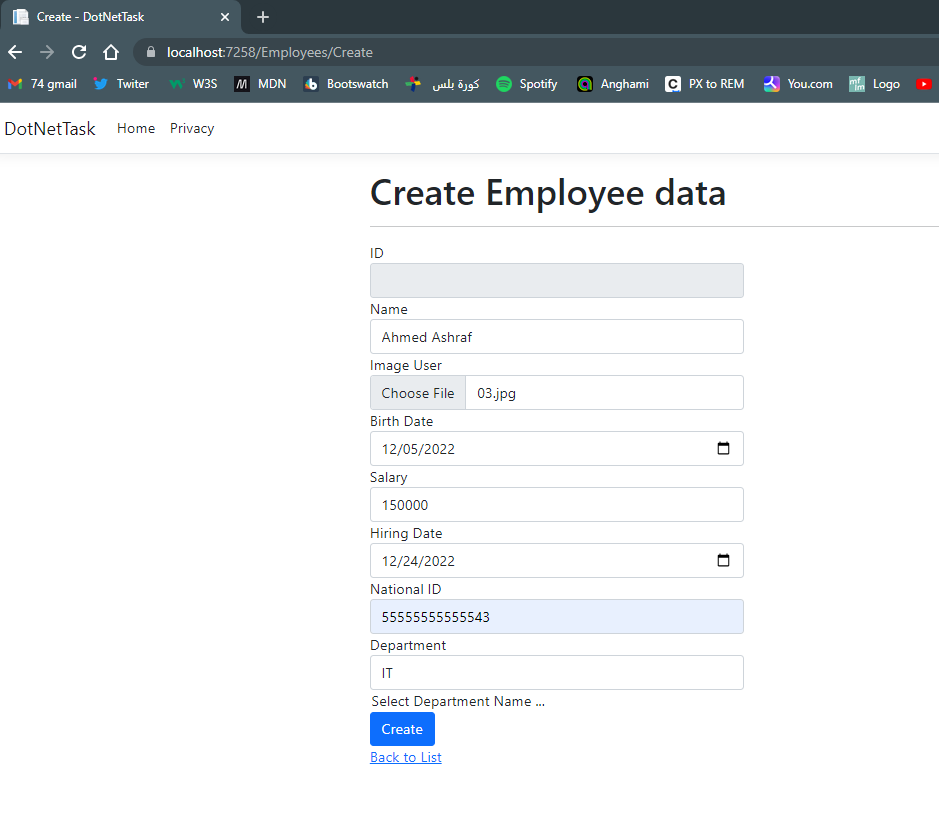 Create - DotNetTask
localhost:7258/Employees/Create
74 gmail Twiter W3S MDN Bootswatch كورة بلس Spotify Anghami PX to REM You.com Logo
DotNetTask Home Privacy
Create Employee data
ID
Name
Ahmed Ashraf
Image User
Choose File 03.jpg
Birth Date
12/05/2022
Salary
150000
Hiring Date
12/24/2022
National ID
55555555555543
Department
IT
Select Department Name ...
Create
Back to List